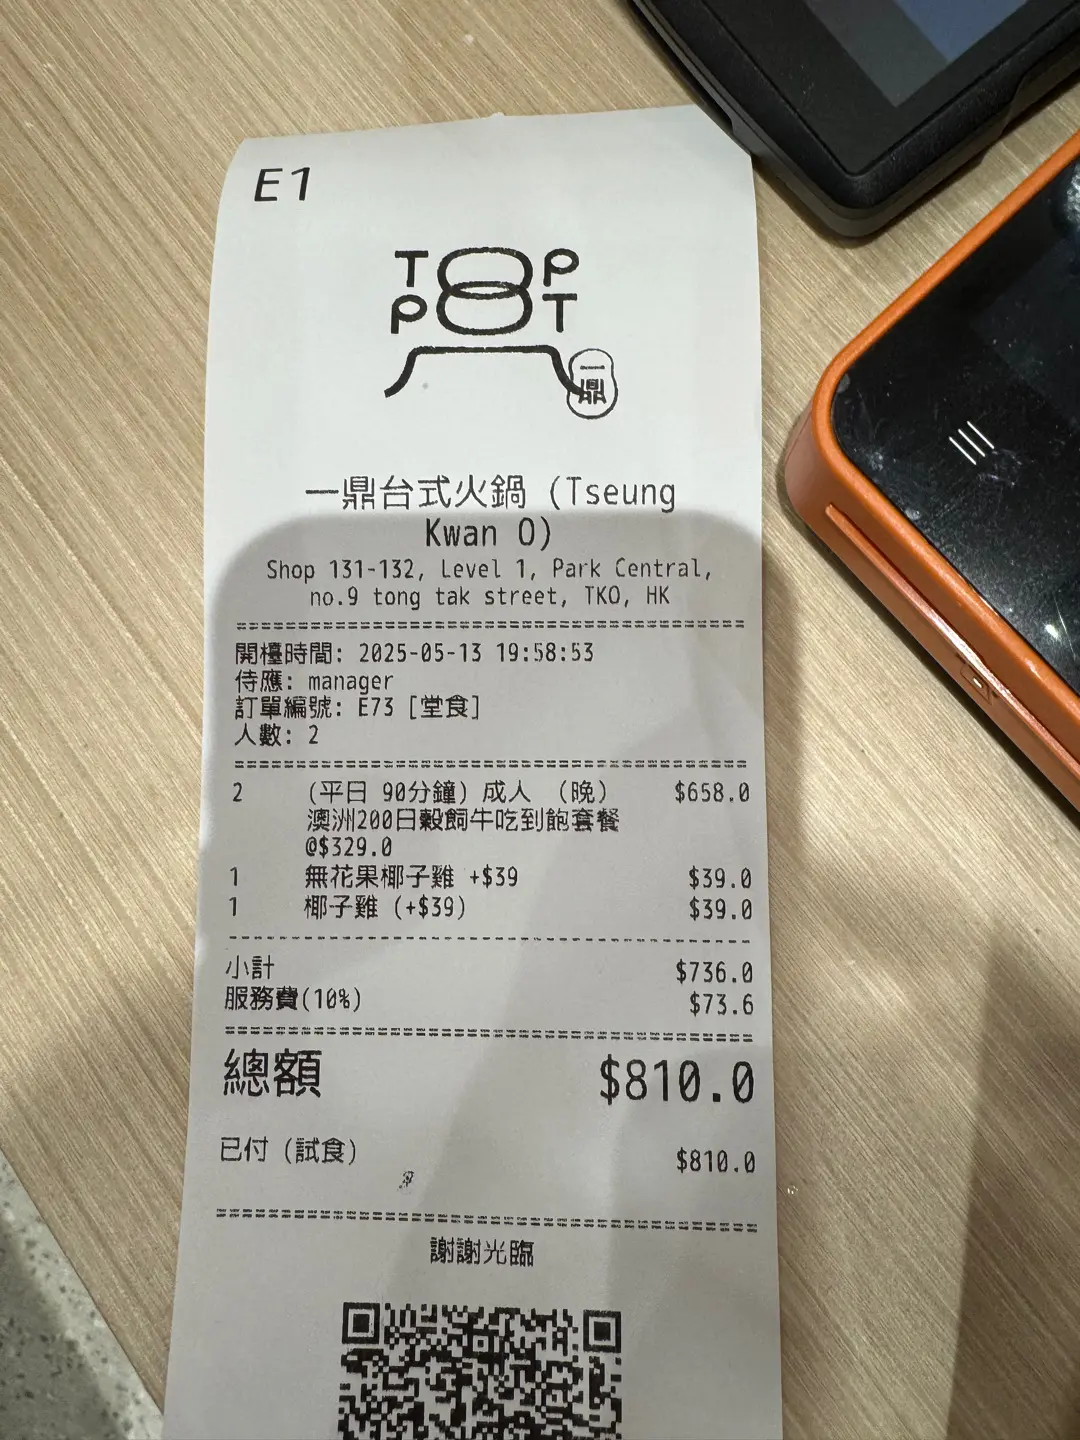 E1
TOP
POT
一鼎
一鼎台式火鍋 (Tseung
Kwan O)
Shop 131-132, Level 1, Park Central,
no.9 tong tak street, TKO, HK
開檯時間: 2025-05-13 19:58:53
侍應: manager
訂單編號: E73 [堂食]
人數: 2
2 (平日 90分鐘) 成人 （晚） $658.0
澳洲200日穀飼牛吃到飽套餐
@$329.0
1 無花果椰子雞 +$39 $39.0
1 椰子雞 (+$39) $39.0
小計 $736.0
服務費(10%) $73.6
總額 $810.0
已付 (試食) $810.0
謝謝光臨